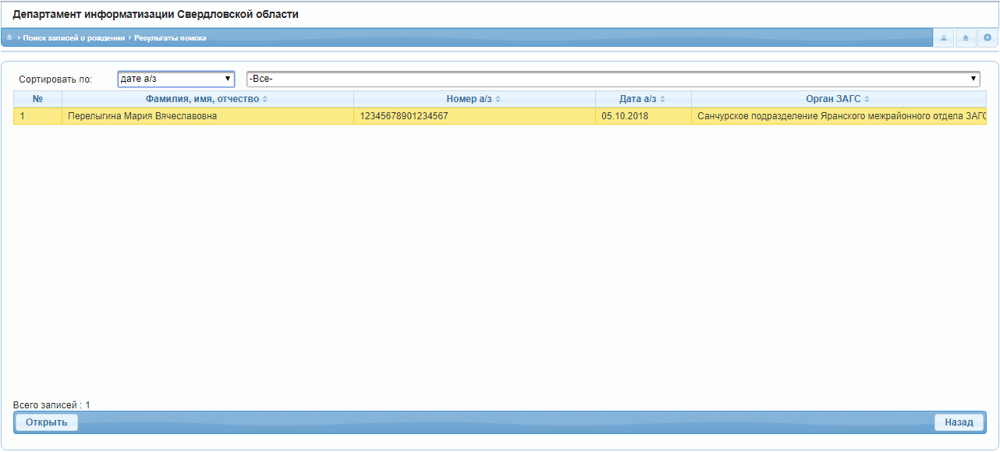 Департамент информатизации Свердловской области
Поиск записей о рождении Результаты поиска
Сортировать по: дате а/з -Все-
№ Фамилия, имя, отчество Номер а/з Дата а/з Орган ЗАГС
1 Перелыгина Мария Вячеславовна 12345678901234567 05.10.2018 Санчурское подразделение Яранского межрайонного отдела ЗАГС
Всего записей : 1
Открыть Назад